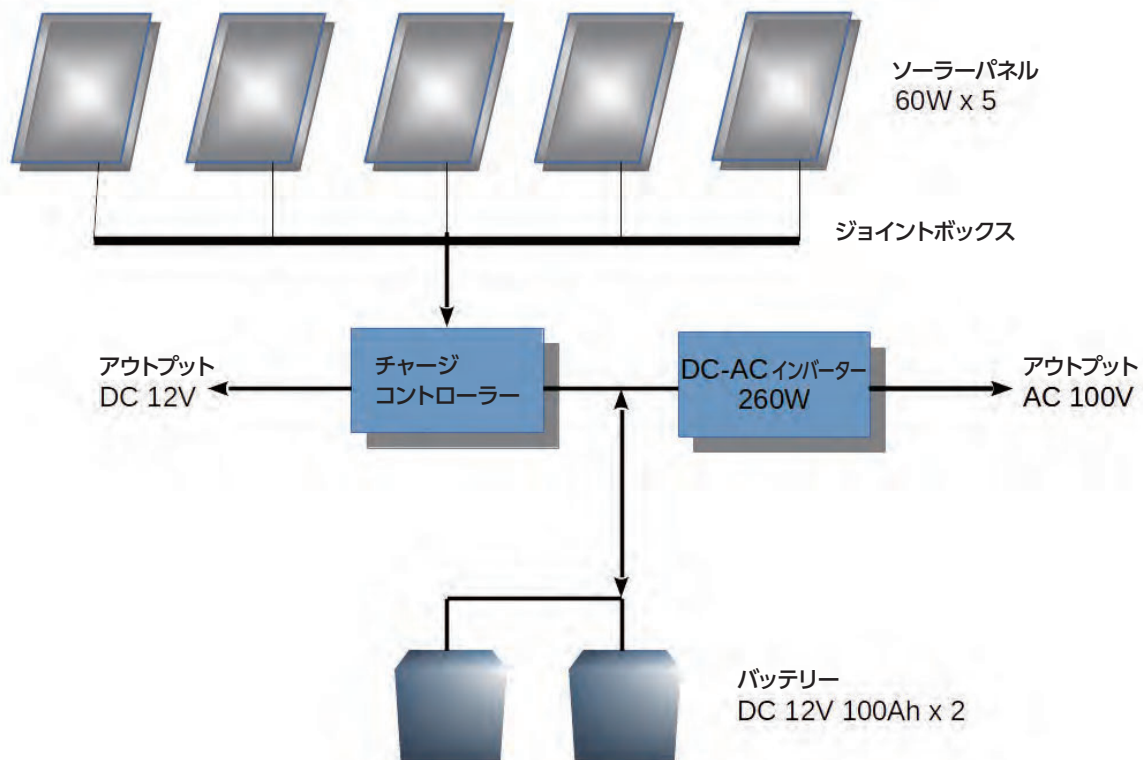 ソーラーパネル
60W x 5
ジョイントボックス
アウトプット
DC 12V
チャージ
コントローラー
DC-AC インバーター
260W
アウトプット
AC 100V
バッテリー
DC 12V 100Ah x 2